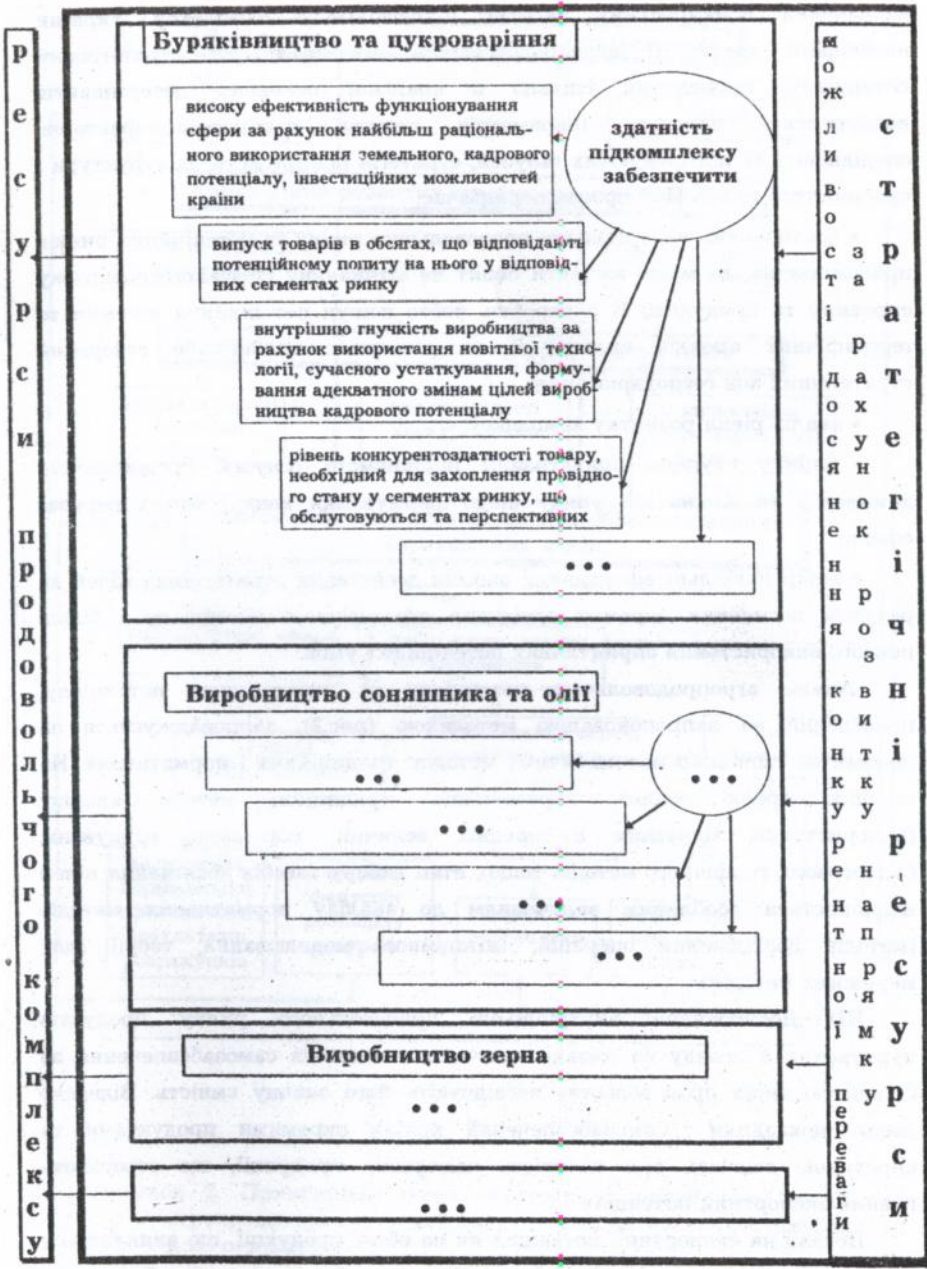 ресурси продовольчого комплексу
Буряківництво та цукроваріння
здатність
підкомплексу
забезпечити
високу ефективність функціонування
сфери за рахунок найбільш раціональ-
ного використання темельного, кадрового
потенціалу, інвестиційних можливостей
країни
випуск товарів в обсягах, що відповідають
потенційному попиту на нього у відповід-
них сегментах ринку
внутрішню гнучкість виробництва за
рахунок використання новітньої техно-
логії, сучасного устаткування, форму-
вання адекватного змінам цілей виро-
бництва кадрового потенціалу
рівень конкурентоздатності товару,
необхідний для захоплення провідно-
го стану у сегментах ринку, що
обслуговуються та перспективних
•••
Виробництво соняшника та олії
•••
•••
•••
•••
•••
Виробництво зерна
•••
•••
можливості досягнення конкурентної переваги
за рахунок розвитку напрямку
стратегічні ресурси